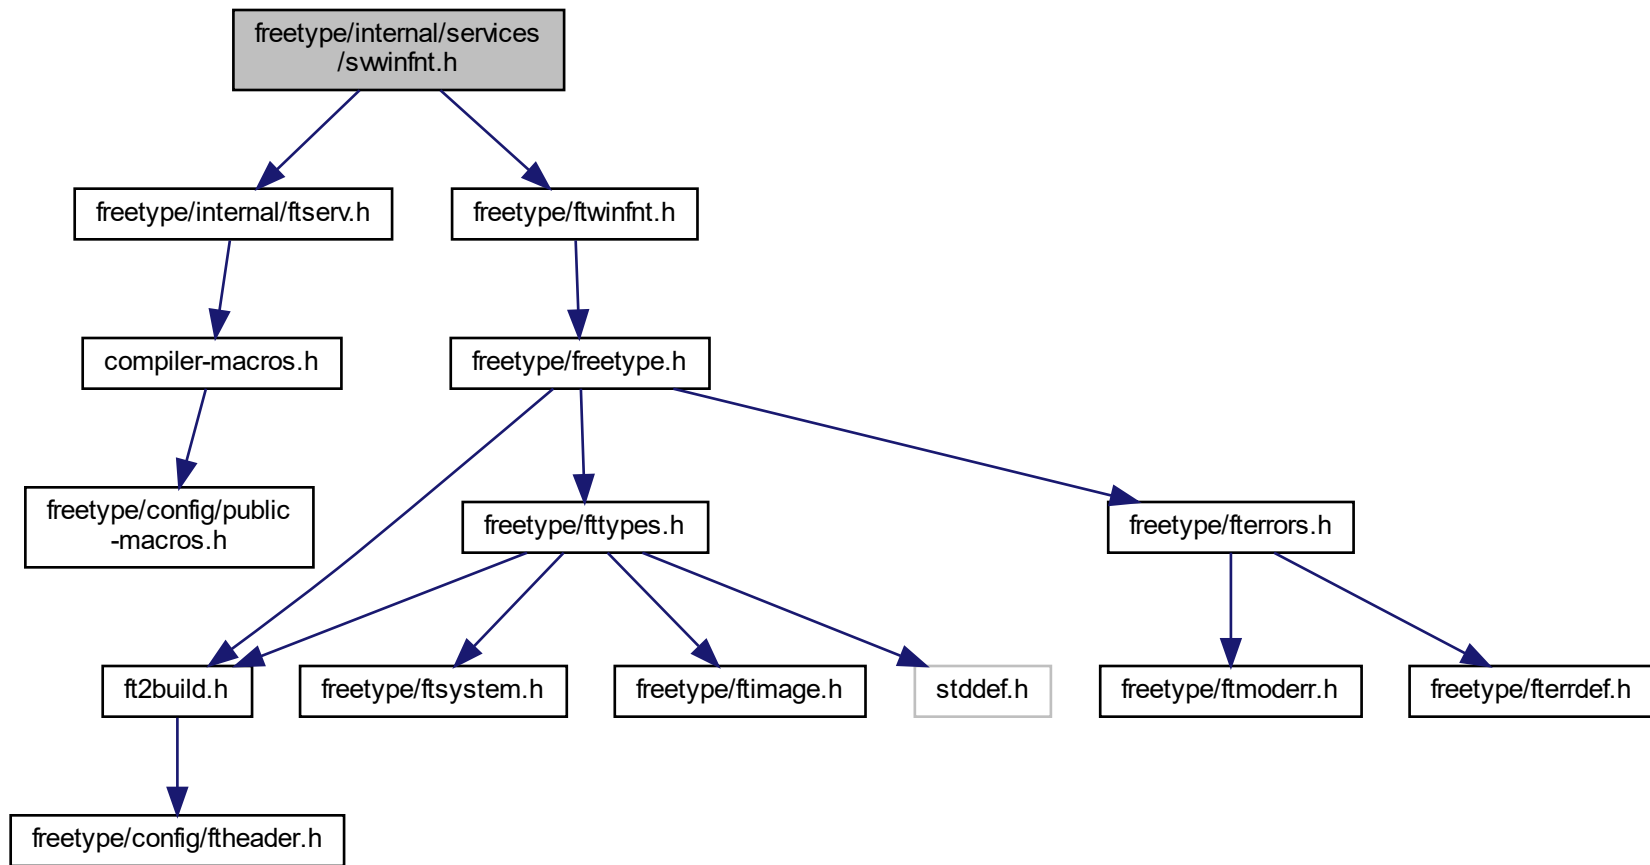 freetype/internal/services
/svwinfnt.h
freetype/internal/ftserv.h
freetype/ftwinfnt.h
compiler-macros.h
freetype/freetype.h
freetype/config/public
-macros.h
freetype/fttypes.h
freetype/fterrors.h
ft2build.h
freetype/ftsystem.h
freetype/ftimage.h
stddef.h
freetype/ftmoderr.h
freetype/fterrdef.h
freetype/config/ftheader.h